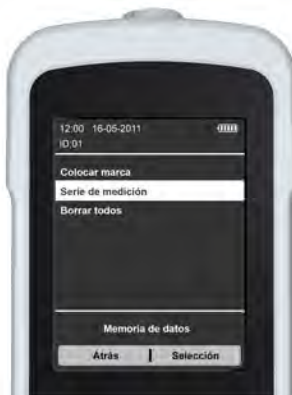 12:00 16-05-2011
ID:01
Colocar marca
Serie de medición
Borrar todos
Memoria de datos
Atrás | Selección